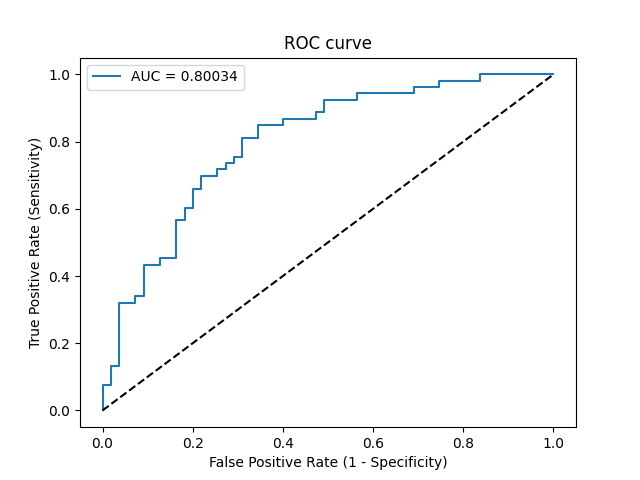 ROC curve
AUC = 0.80034
1.0
0.8
0.6
0.4
0.2
0.0
True Positive Rate (Sensitivity)
0.0 0.2 0.4 0.6 0.8 1.0
False Positive Rate (1 - Specificity)